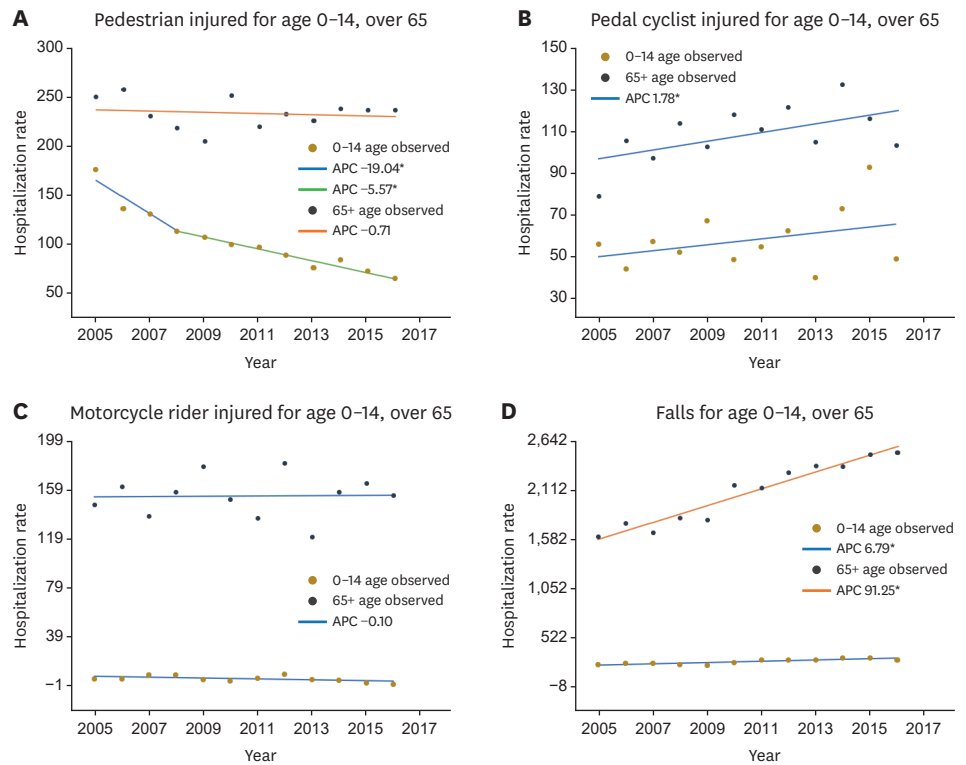 A Pedestrian injured for age 0–14, over 65
300
250
200
150
100
50
Hospitalization rate
0–14 age observed
APC −19.04*
APC −5.57*
65+ age observed
APC −0.71
2005 2007 2009 2011 2013 2015 2017
Year
B Pedal cyclist injured for age 0–14, over 65
150
130
110
90
70
50
30
Hospitalization rate
0–14 age observed
65+ age observed
APC 1.78*
2005 2007 2009 2011 2013 2015 2017
Year
C Motorcycle rider injured for age 0–14, over 65
199
159
119
79
39
−1
Hospitalization rate
0–14 age observed
65+ age observed
APC −0.10
2005 2007 2009 2011 2013 2015 2017
Year
D Falls for age 0–14, over 65
2,642
2,112
1,582
1,052
522
−8
Hospitalization rate
0–14 age observed
APC 6.79*
65+ age observed
APC 91.25*
2005 2007 2009 2011 2013 2015 2017
Year